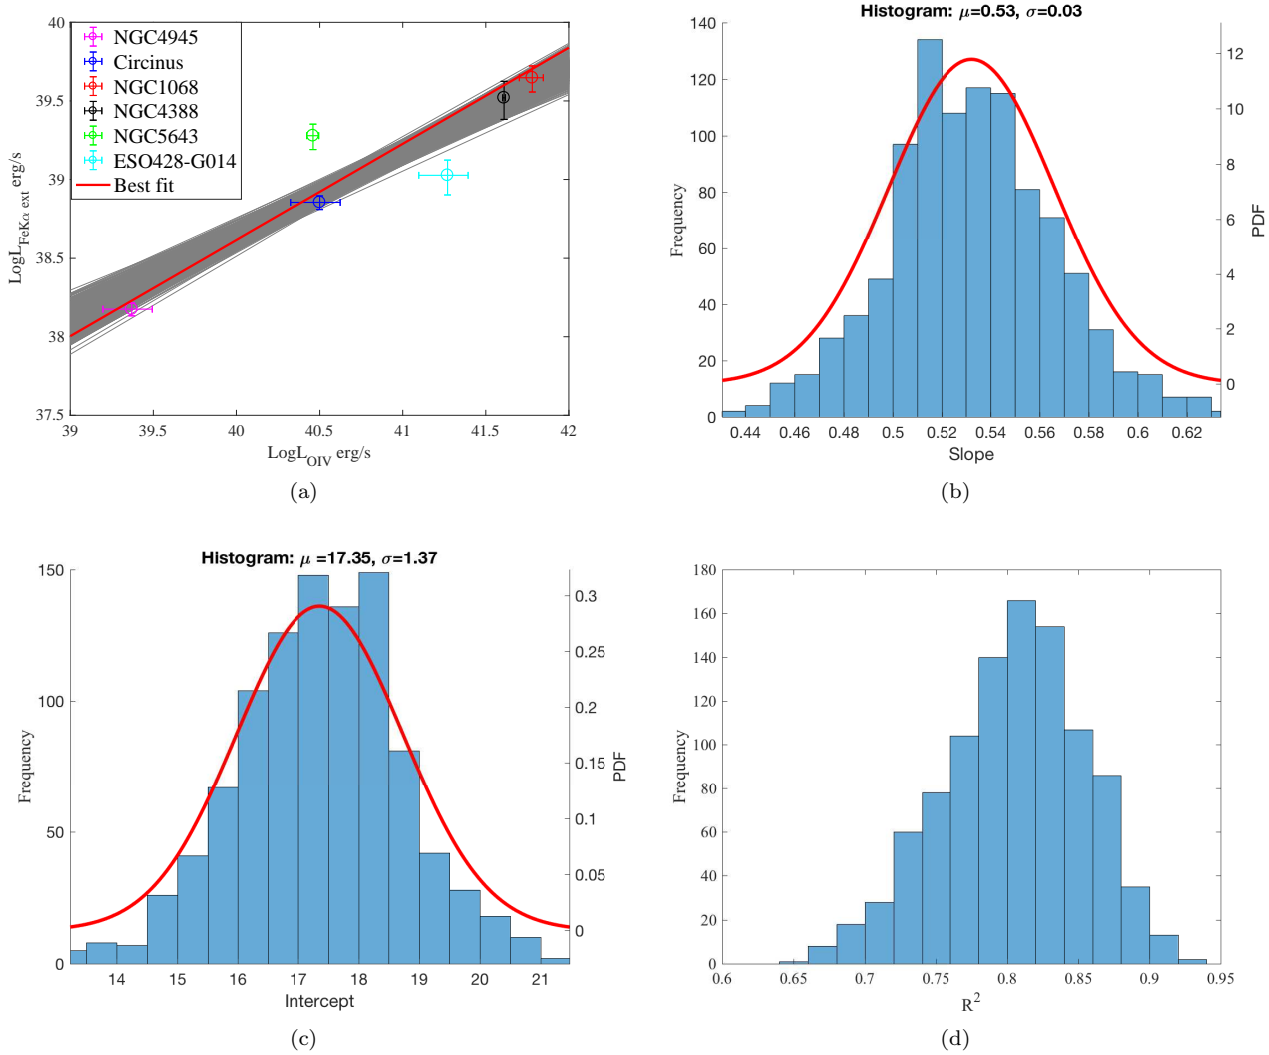 40
39.5
39
38.5
38
37.5
LogL_FeKα ext erg/s
NGC4945
Circinus
NGC1068
NGC4388
NGC5643
ESO428-G014
Best fit
39 39.5 40 40.5 41 41.5 42
LogL_OIV erg/s
(a)
Histogram: μ=0.53, σ=0.03
140
120
100
80
60
40
20
0
Frequency
12
10
8
6
4
2
0
PDF
0.44 0.46 0.48 0.5 0.52 0.54 0.56 0.58 0.6 0.62
Slope
(b)
Histogram: μ =17.35, σ=1.37
150
100
50
0
Frequency
0.3
0.25
0.2
0.15
0.1
0.05
0
PDF
14 15 16 17 18 19 20 21
Intercept
(c)
180
160
140
120
100
80
60
40
20
0
Frequency
0.6 0.65 0.7 0.75 0.8 0.85 0.9 0.95
R²
(d)